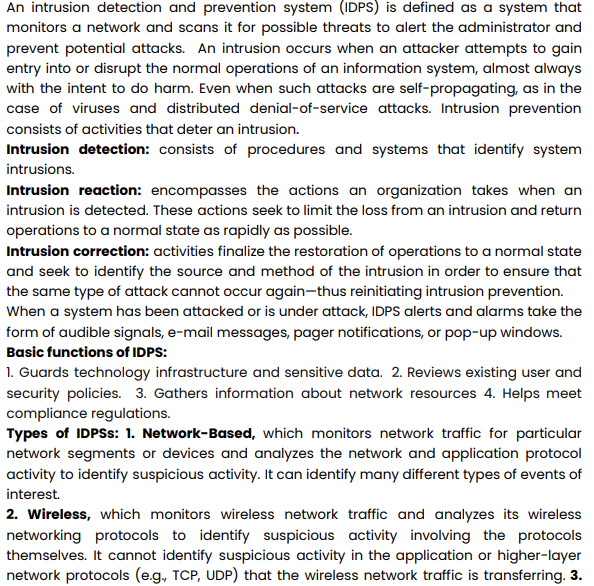 An intrusion detection and prevention system (IDPS) is defined as a system that
monitors a network and scans it for possible threats to alert the administrator and
prevent potential attacks. An intrusion occurs when an attacker attempts to gain
entry into or disrupt the normal operations of an information system, almost always
with the intent to do harm. Even when such attacks are self-propagating, as in the
case of viruses and distributed denial-of-service attacks. Intrusion prevention
consists of activities that deter an intrusion.
Intrusion detection: consists of procedures and systems that identify system
intrusions.
Intrusion reaction: encompasses the actions an organization takes when an
intrusion is detected. These actions seek to limit the loss from an intrusion and return
operations to a normal state as rapidly as possible.
Intrusion correction: activities finalize the restoration of operations to a normal state
and seek to identify the source and method of the intrusion in order to ensure that
the same type of attack cannot occur again—thus reinitiating intrusion prevention.
When a system has been attacked or is under attack, IDPS alerts and alarms take the
form of audible signals, e-mail messages, pager notifications, or pop-up windows.
Basic functions of IDPS:
1. Guards technology infrastructure and sensitive data. 2. Reviews existing user and
security policies. 3. Gathers information about network resources 4. Helps meet
compliance regulations.
Types of IDPSs: 1. Network-Based, which monitors network traffic for particular
network segments or devices and analyzes the network and application protocol
activity to identify suspicious activity. It can identify many different types of events of
interest.
2. Wireless, which monitors wireless network traffic and analyzes its wireless
networking protocols to identify suspicious activity involving the protocols
themselves. It cannot identify suspicious activity in the application or higher-layer
network protocols (e.g., TCP, UDP) that the wireless network traffic is transferring. 3.